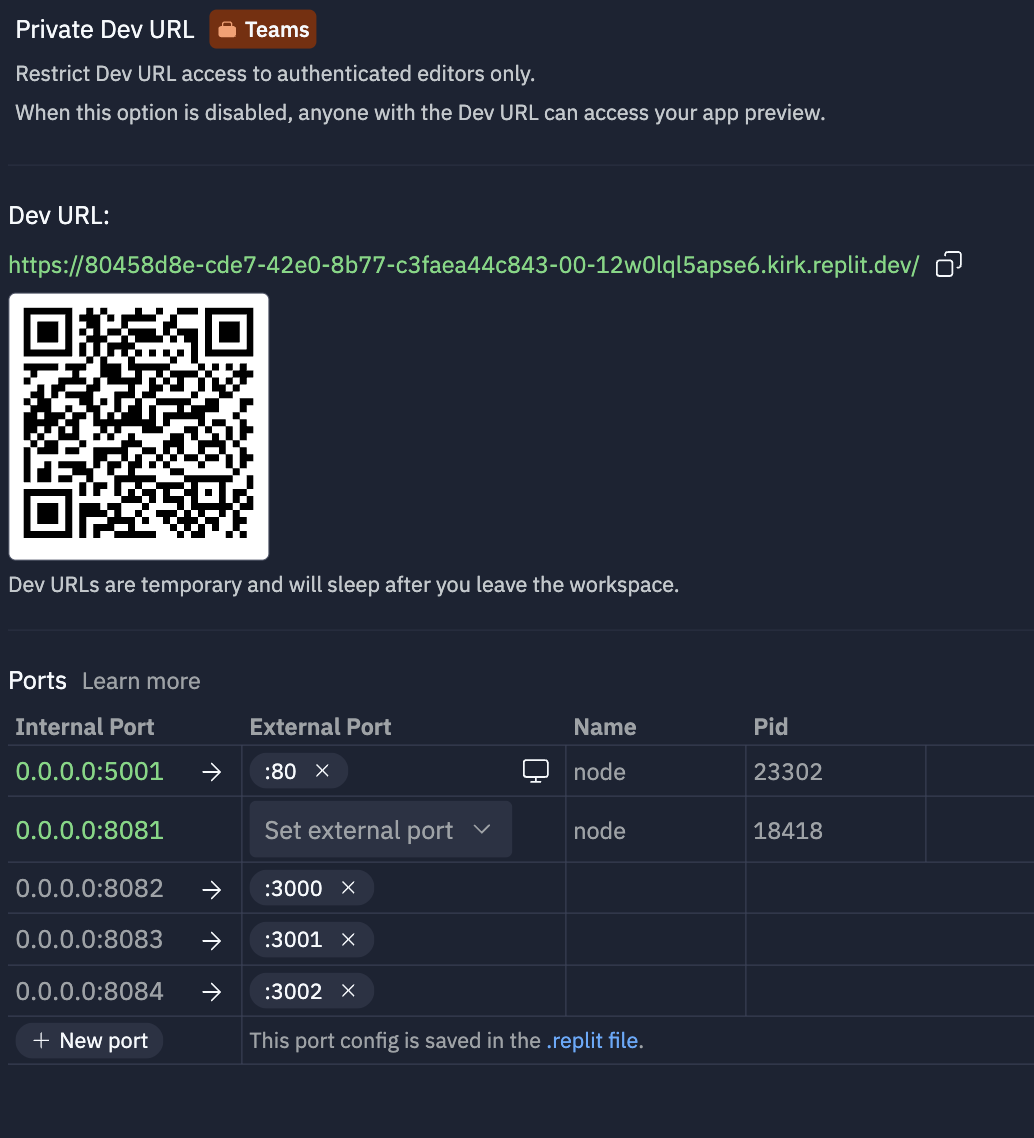 Private Dev URL Teams
Restrict Dev URL access to authenticated editors only.
When this option is disabled, anyone with the Dev URL can access your app preview.
Dev URL:
https://80458d8e-cde7-42e0-8b77-c3faea44c843-00-12w0lql5apse6.kirk.replit.dev/
Dev URLs are temporary and will sleep after you leave the workspace.
Ports Learn more
Internal Port External Port Name Pid
0.0.0.0:5001 → :80 × node 23302
0.0.0.0:8081 Set external port node 18418
0.0.0.0:8082 → :3000 ×
0.0.0.0:8083 → :3001 ×
0.0.0.0:8084 → :3002 ×
+ New port This port config is saved in the .replit file.